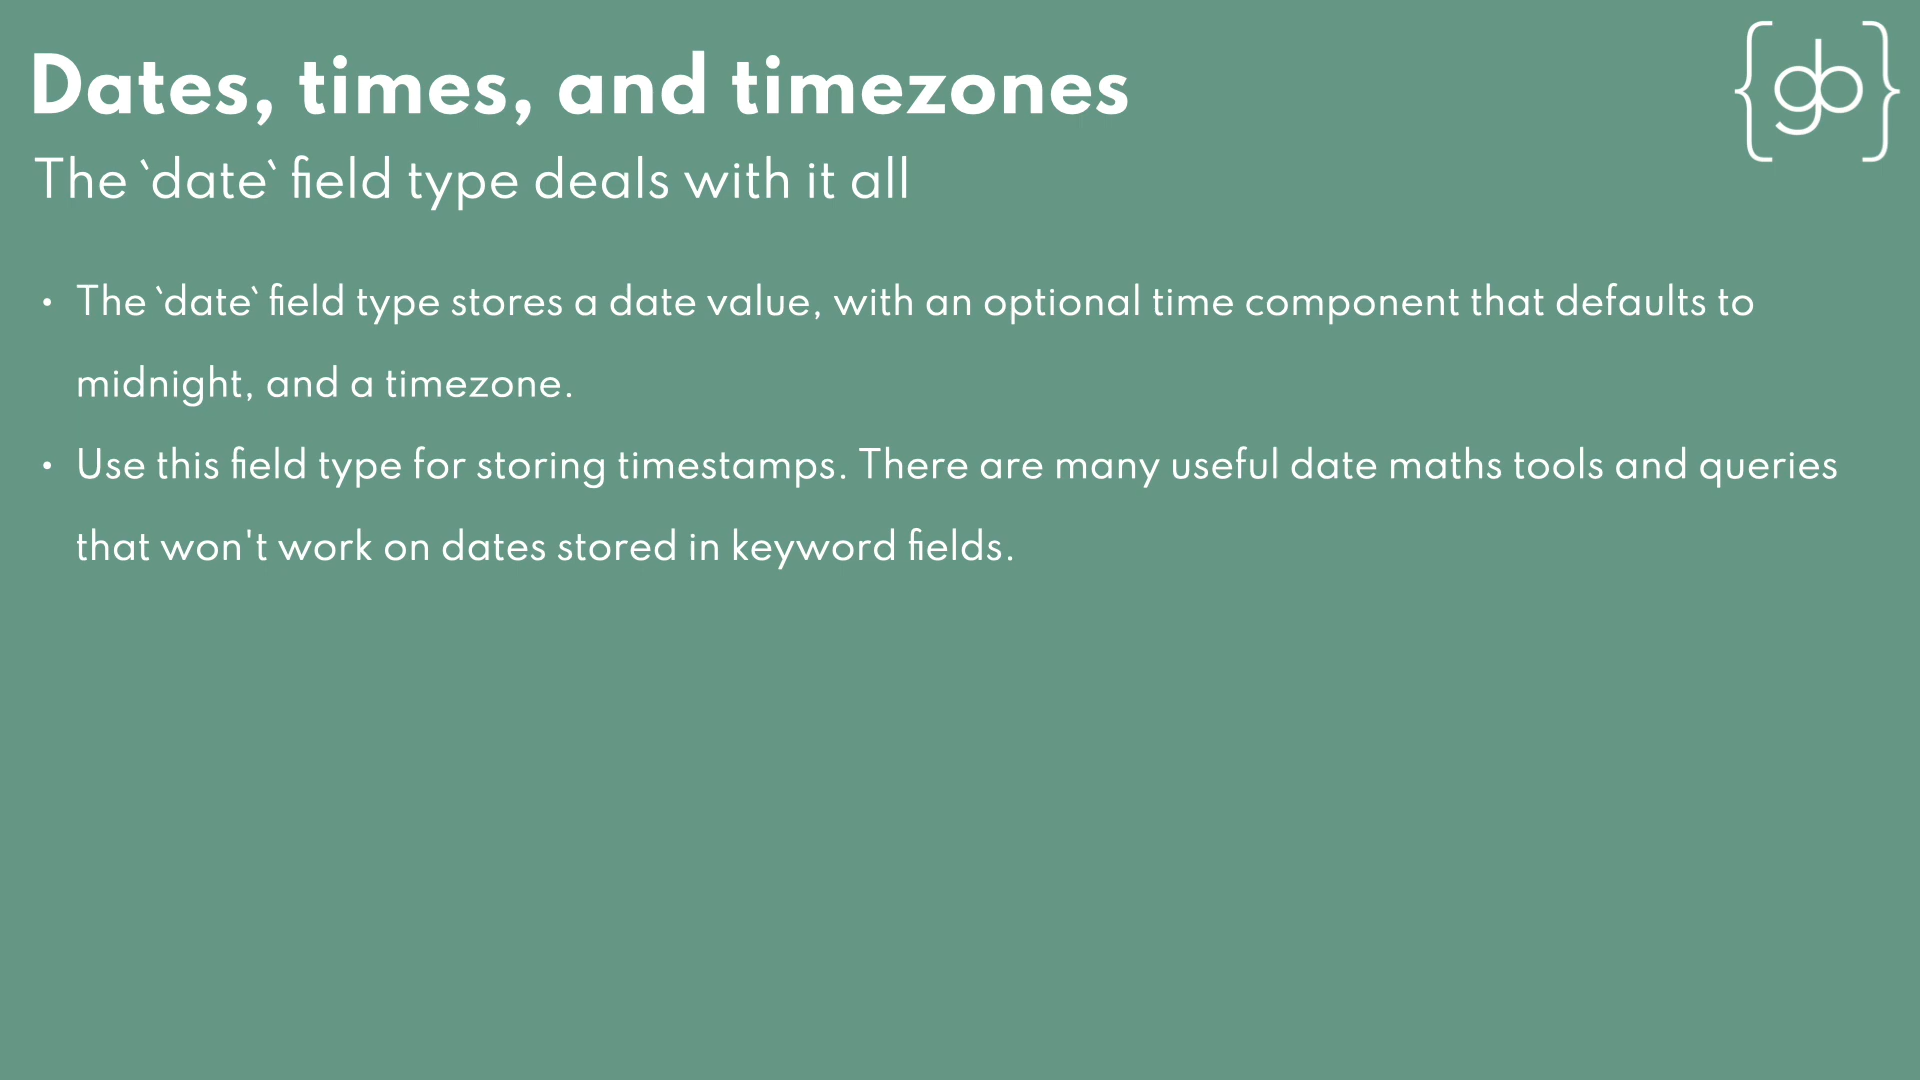 Dates, times, and timezones
{gb}
The `date` field type deals with it all
• The `date` field type stores a date value, with an optional time component that defaults to
midnight, and a timezone.
• Use this field type for storing timestamps. There are many useful date maths tools and queries
that won't work on dates stored in keyword fields.